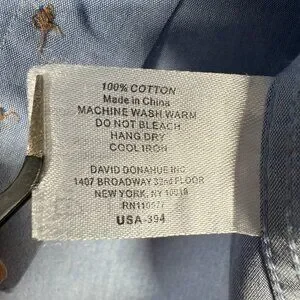 100% COTTON
Made in China
MACHINE WASH WARM
DO NOT BLEACH
HANG DRY
COOL IRON
DAVID DONAHUE INC
1407 BROADWAY 32nd FLOOR
NEW YORK, NY 10018
RN110577
USA-394